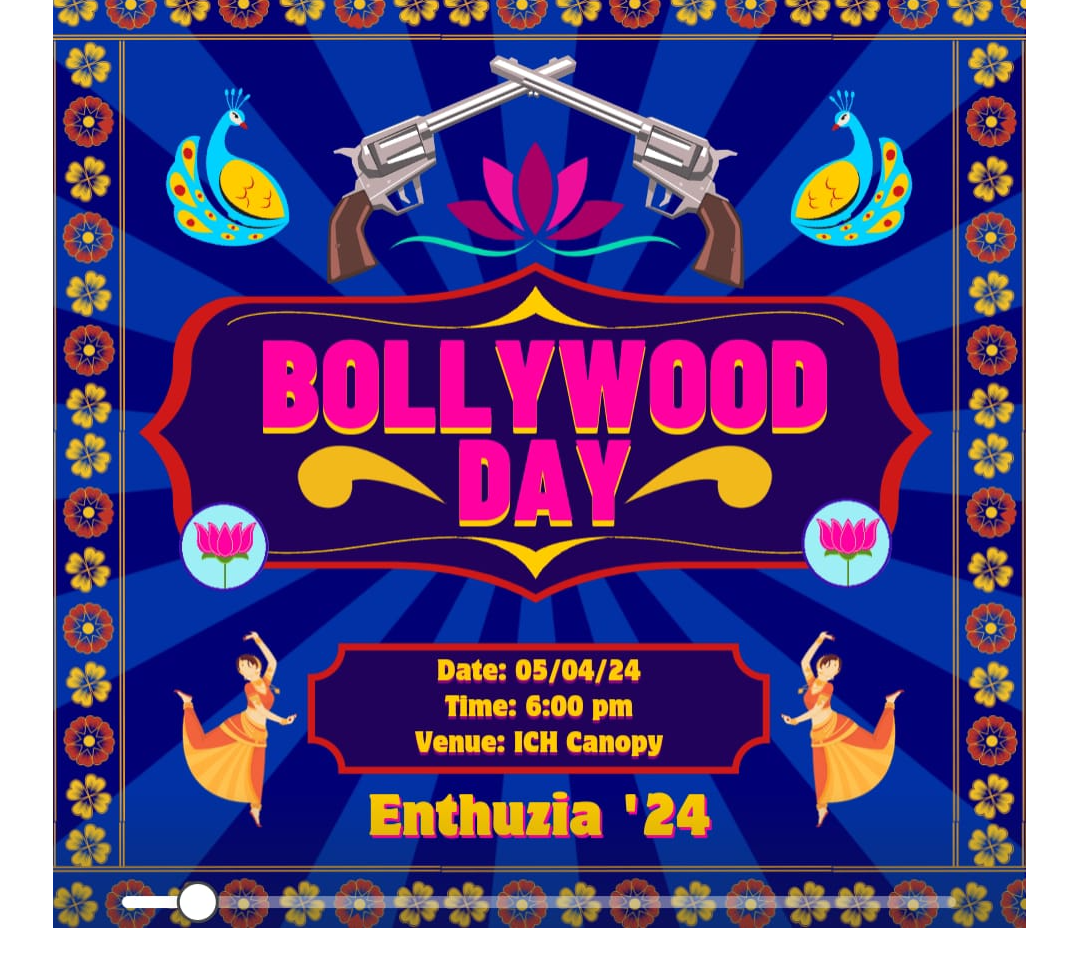 BOLLYWOOD
DAY
Date: 05/04/24
Time: 6:00 pm
Venue: ICH Canopy
Enthuzia '24